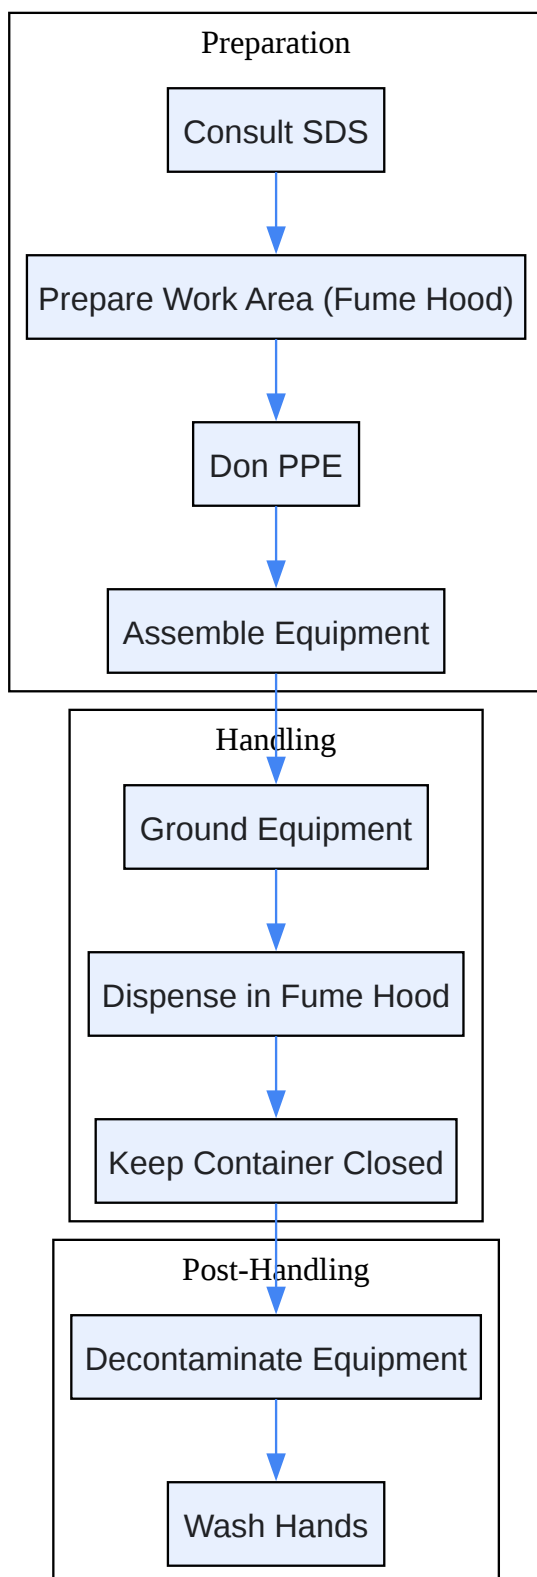 Preparation
Consult SDS
Prepare Work Area (Fume Hood)
Don PPE
Assemble Equipment
Handling
Ground Equipment
Dispense in Fume Hood
Keep Container Closed
Post-Handling
Decontaminate Equipment
Wash Hands